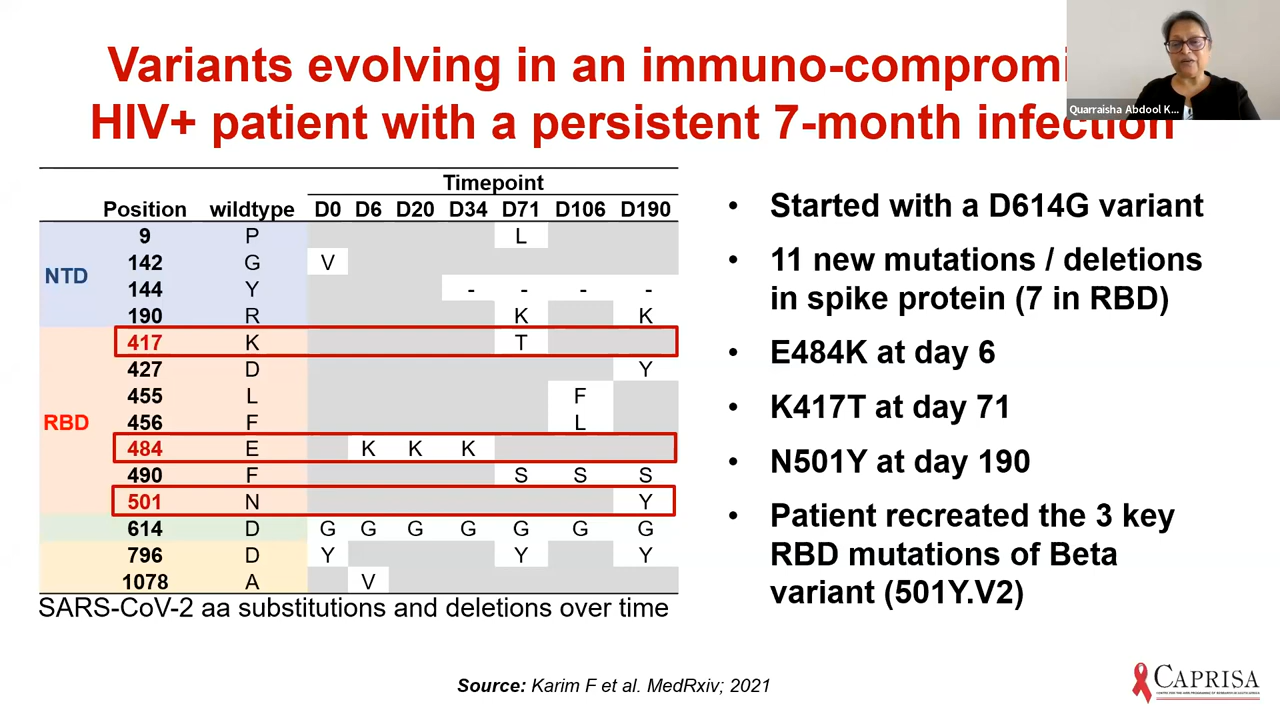 Variants evolving in an immuno-compromi
HIV+ patient with a persistent 7-month infection
Quarraisha Abdool K...
Timepoint
Position wildtype D0 D6 D20 D34 D71 D106 D190
NTD
9 P L
142 G V
144 Y - - - -
190 R K K
RBD
417 K T
427 D Y
455 L F
456 F L
484 E K K K
490 F S S S
501 N Y
614 D G G G G G G G
796 D Y Y Y
1078 A V
SARS-CoV-2 aa substitutions and deletions over time
• Started with a D614G variant
• 11 new mutations / deletions
in spike protein (7 in RBD)
• E484K at day 6
• K417T at day 71
• N501Y at day 190
• Patient recreated the 3 key
RBD mutations of Beta
variant (501Y.V2)
Source: Karim F et al. MedRxiv; 2021
CAPRISA